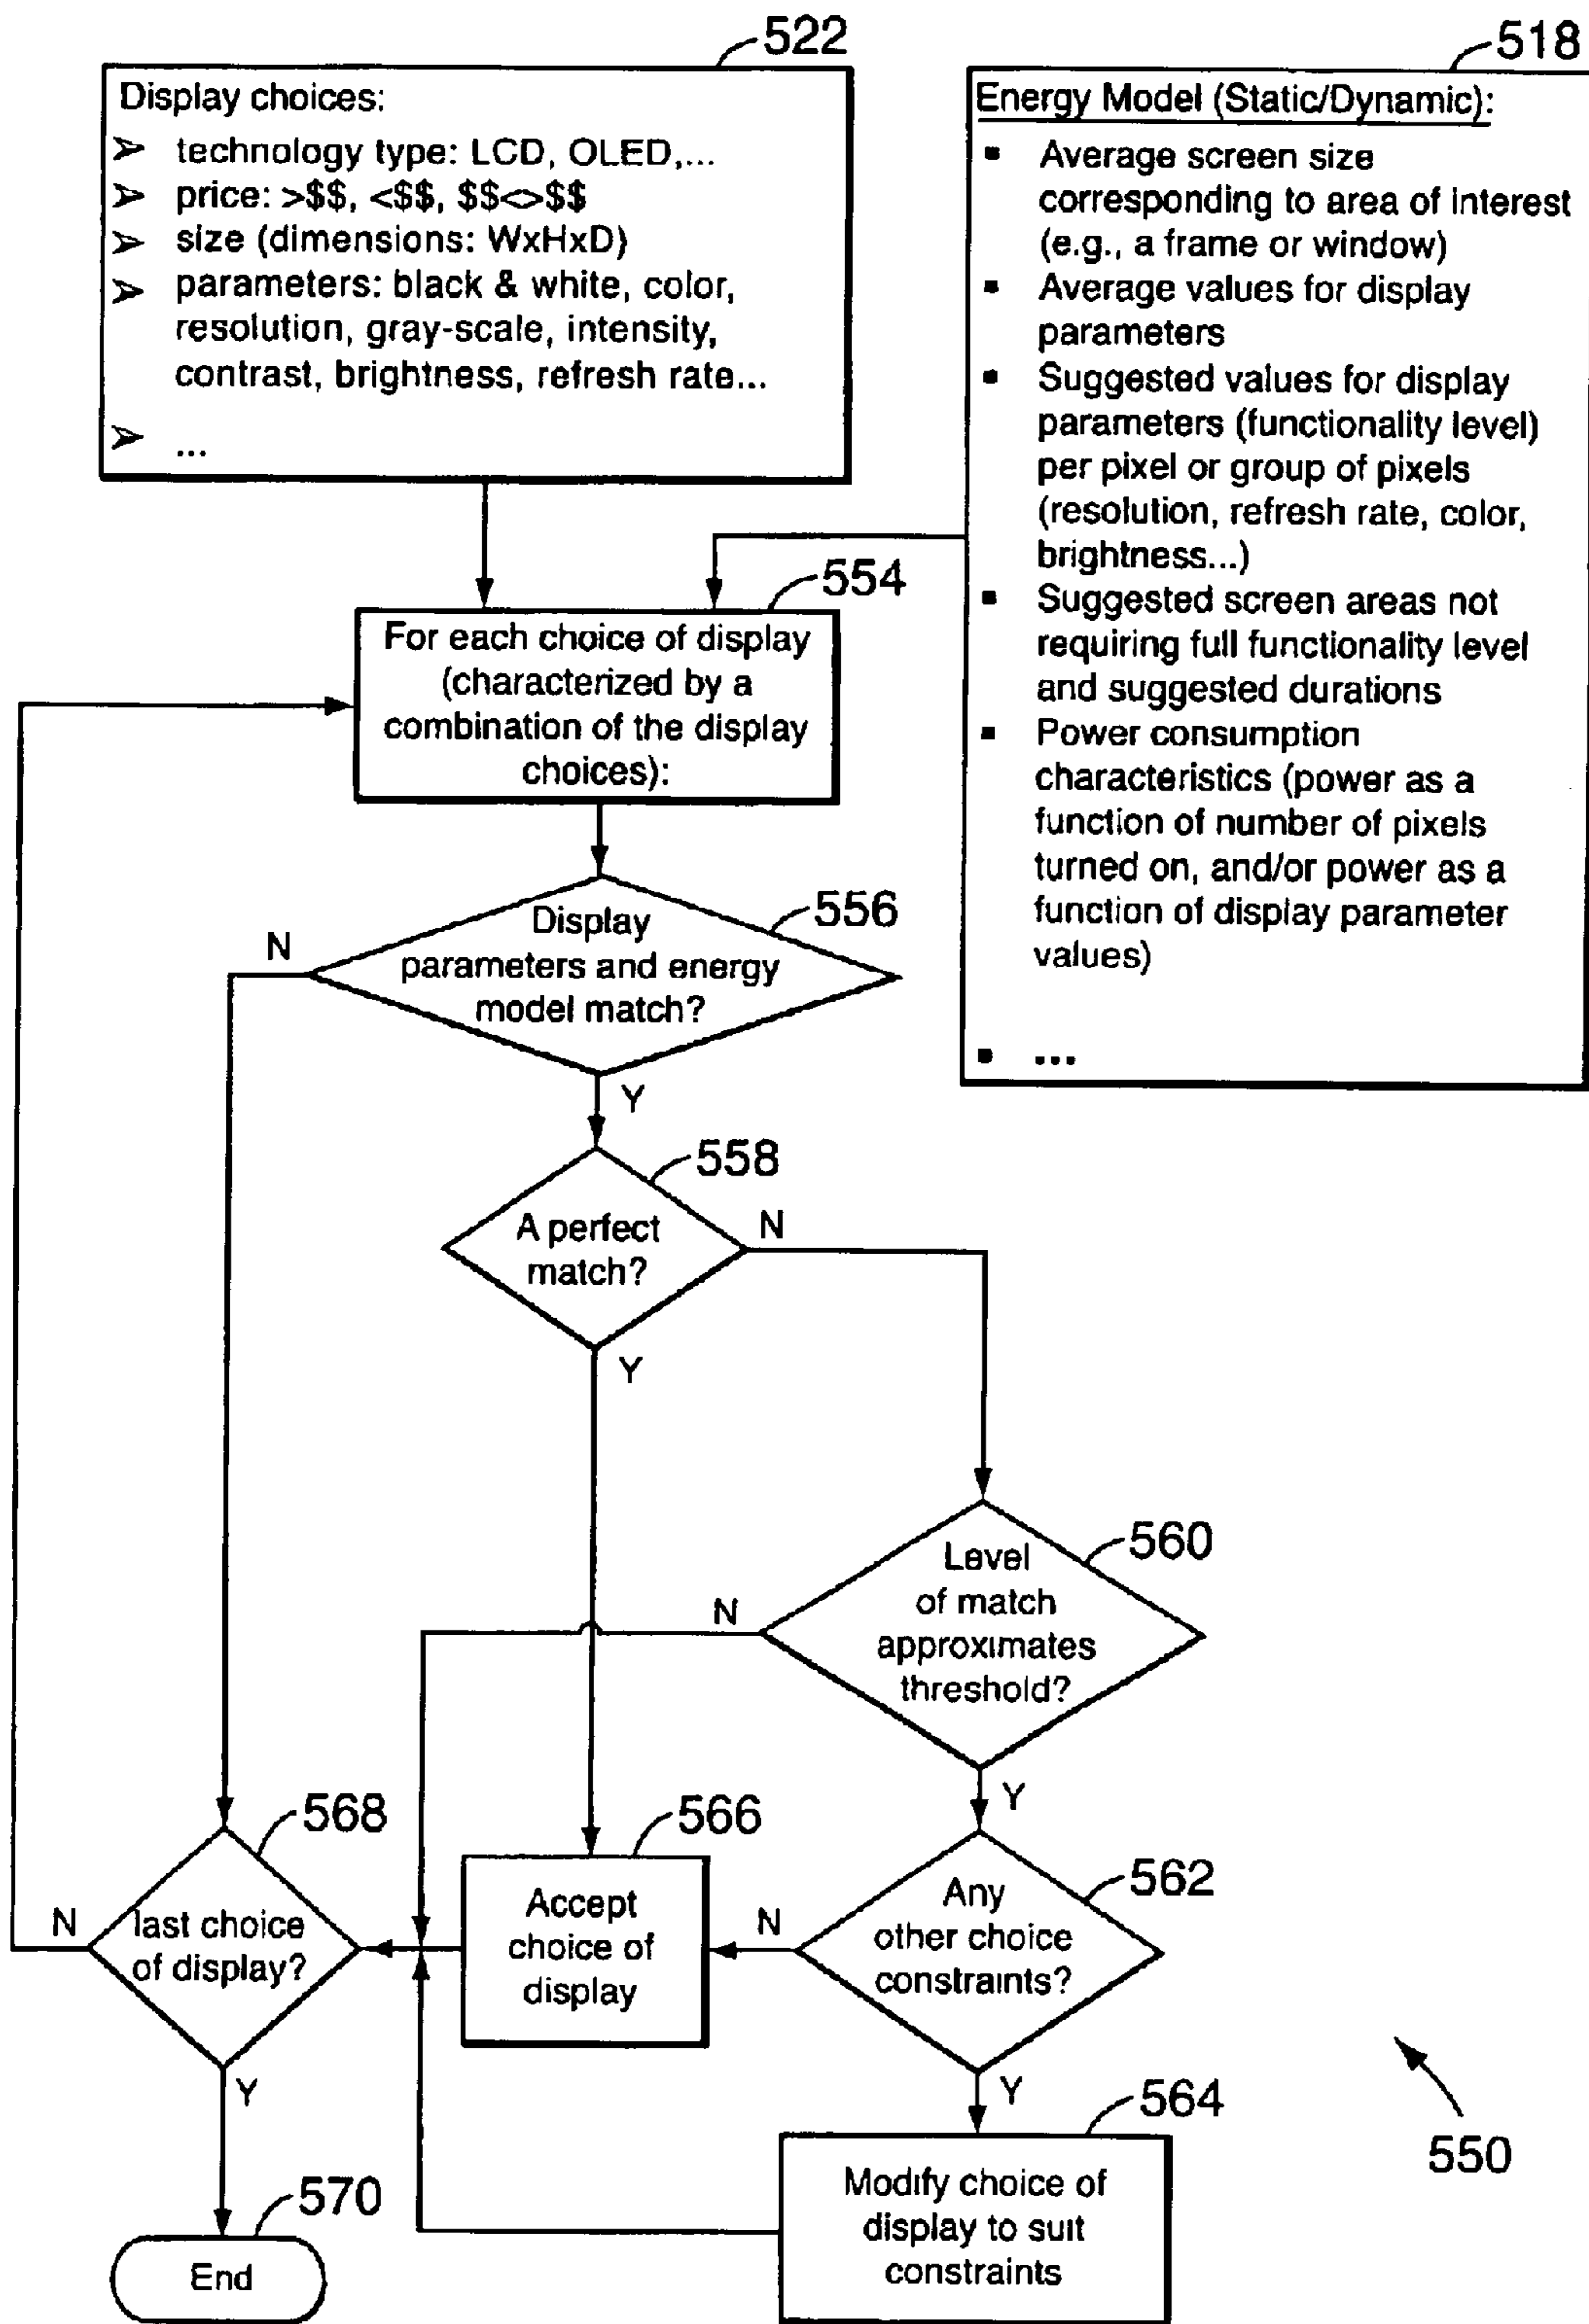 522
Display choices:
➢ technology type: LCD, OLED,...
➢ price: >$$, <$$, $$<>$$
➢ size (dimensions: WxHxD)
➢ parameters: black & white, color,
resolution, gray-scale, intensity,
contrast, brightness, refresh rate...
➢ ...
518
Energy Model (Static/Dynamic):
▪ Average screen size
corresponding to area of interest
(e.g., a frame or window)
▪ Average values for display
parameters
▪ Suggested values for display
parameters (functionality level)
per pixel or group of pixels
(resolution, refresh rate, color,
brightness...)
▪ Suggested screen areas not
requiring full functionality level
and suggested durations
▪ Power consumption
characteristics (power as a
function of number of pixels
turned on, and/or power as a
function of display parameter
values)
▪ ...
554
For each choice of display
(characterized by a
combination of the display
choices):
556
Display
parameters and energy
model match?
N
Y
558
A perfect
match?
N
Y
560
Level
of match
approximates
threshold?
N
Y
562
Any
other choice
constraints?
N
Y
566
Accept
choice of
display
568
last choice
of display?
N
Y
564
Modify choice of
display to suit
constraints
570
End
550